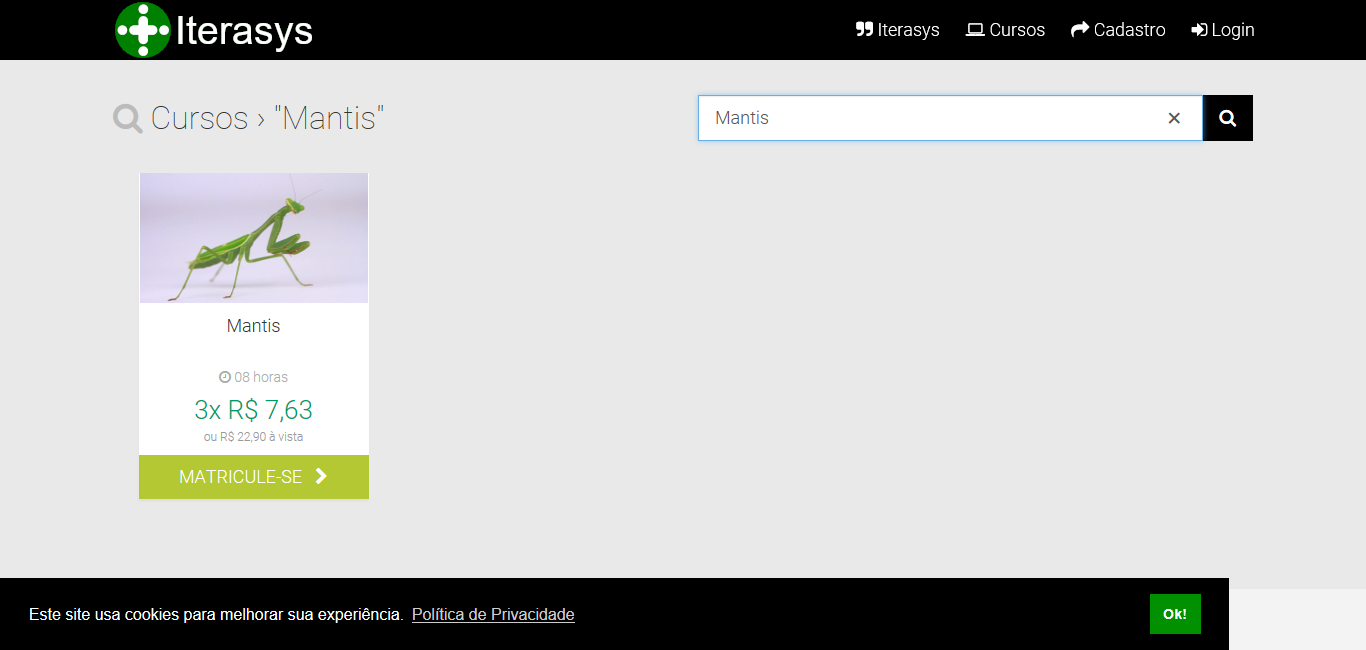 Iterasys
Iterasys Cursos Cadastro Login
Cursos › "Mantis"
Mantis
Mantis
08 horas
3x R$ 7,63
ou R$ 22,90 à vista
MATRICULE-SE
Este site usa cookies para melhorar sua experiência. Política de Privacidade
Ok!